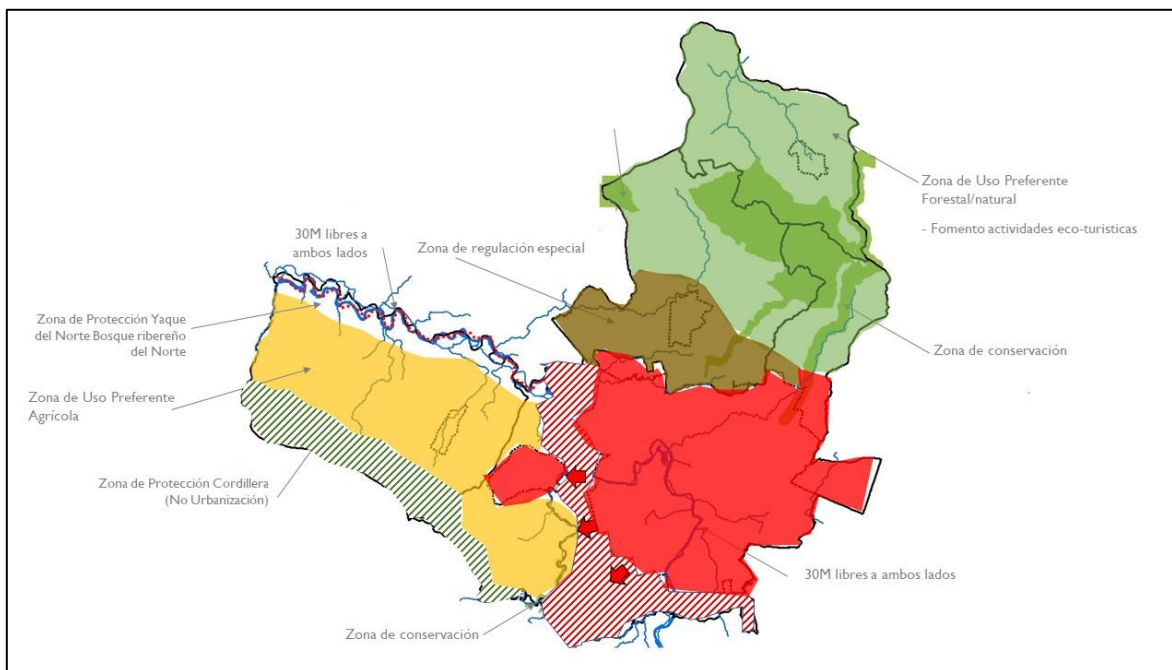 Zona de Uso Preferente
Forestal/natural
- Fomento actividades eco-turisticas
30M libres a
ambos lados
Zona de regulación especial
Zona de Protección Yaque
del Norte Bosque ribereño
del Norte
Zona de conservación
Zona de Uso Preferente
Agrícola
Zona de Protección Cordillera
(No Urbanización)
30M libres a ambos lados
Zona de conservación